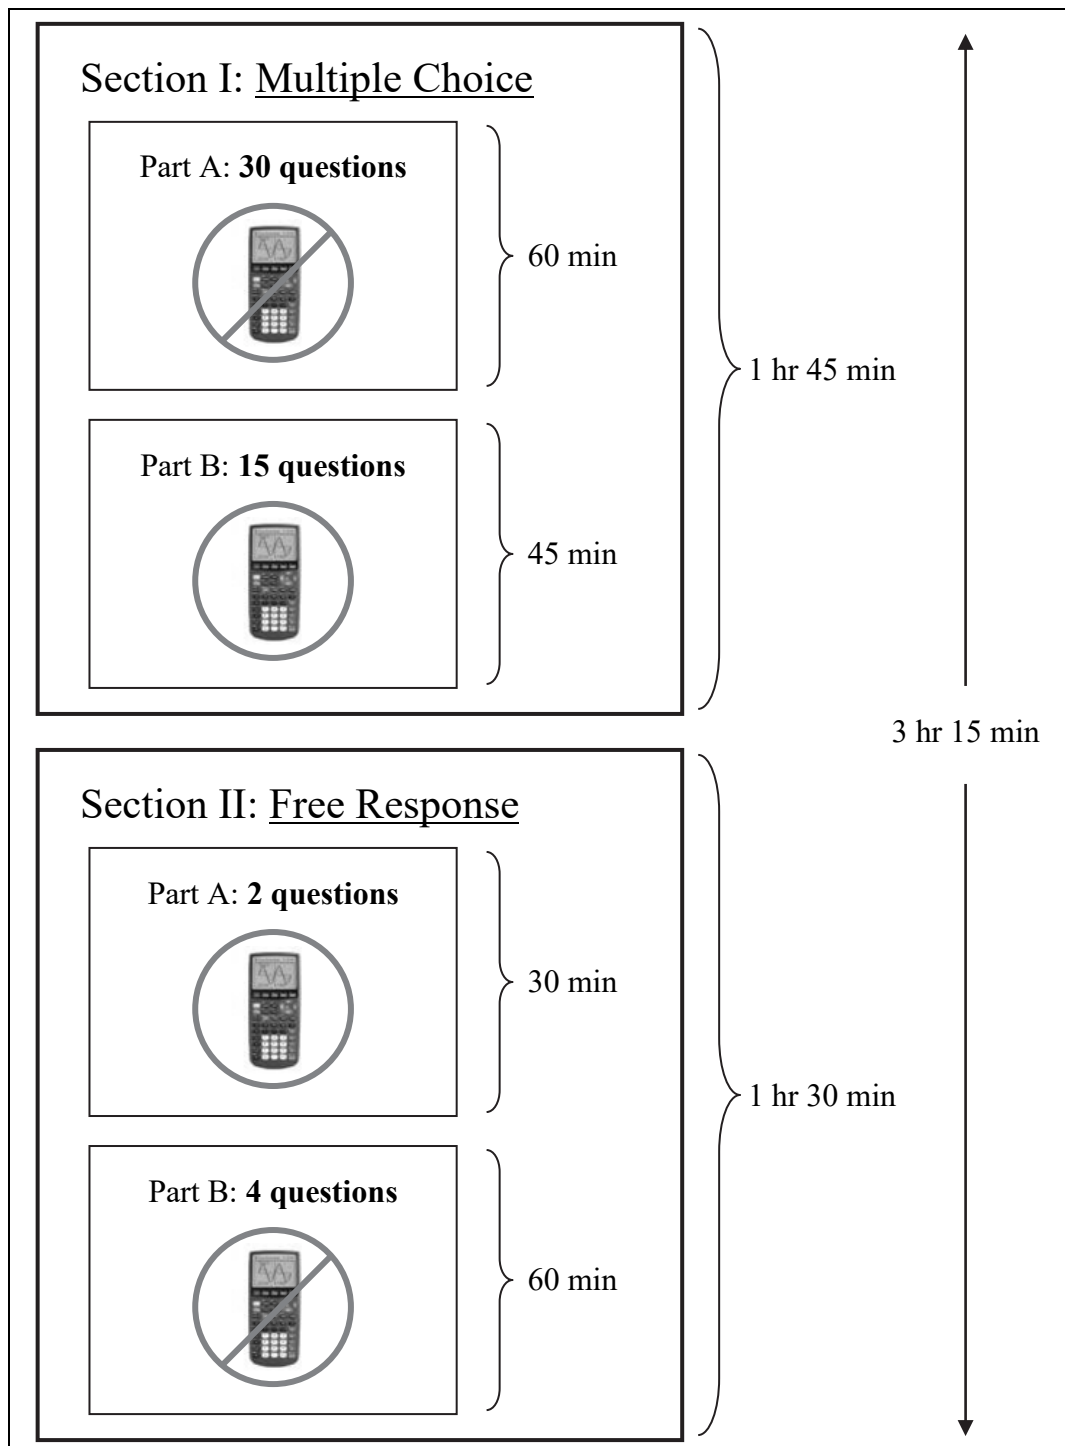 Section I: Multiple Choice
Part A: 30 questions
60 min
1 hr 45 min
Part B: 15 questions
45 min
3 hr 15 min
Section II: Free Response
Part A: 2 questions
30 min
1 hr 30 min
Part B: 4 questions
60 min